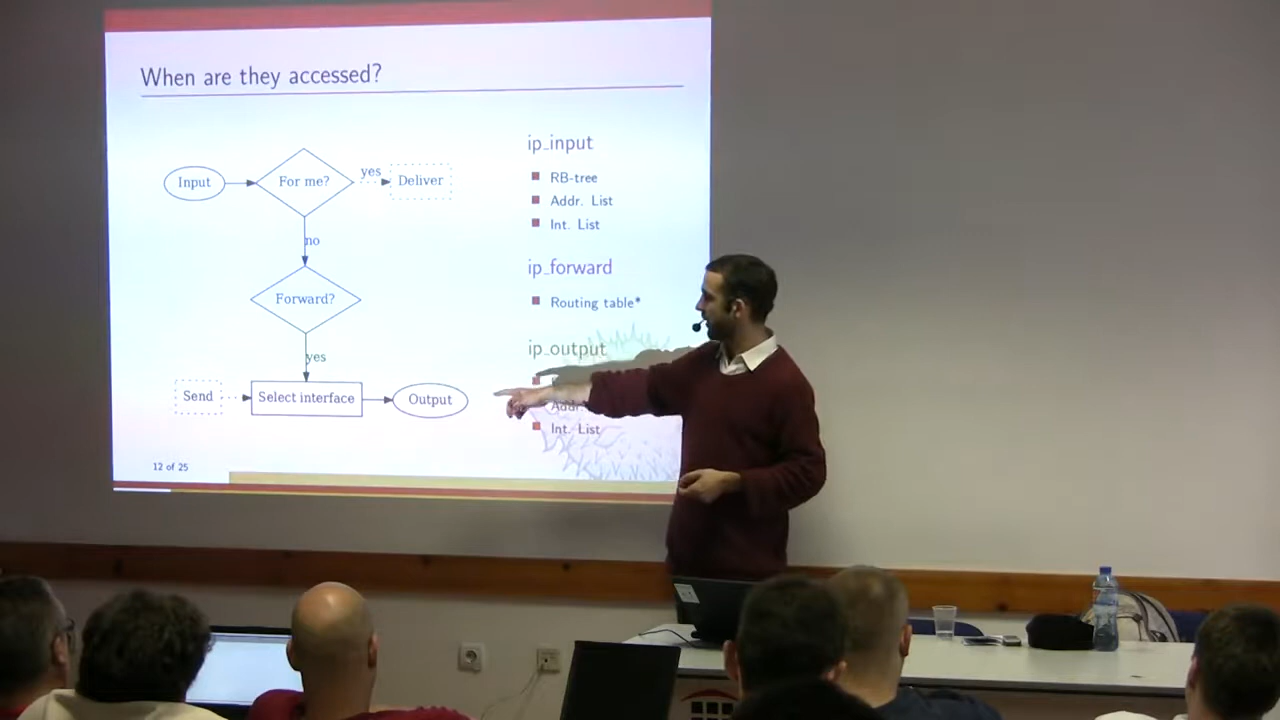 When are they accessed?
Input
For me?
yes
Deliver
no
Forward?
yes
Send
Select interface
Output
ip_input
RB-tree
Addr. List
Int. List
ip_forward
Routing table*
ip_output
Addr.
Int. List
12 of 25